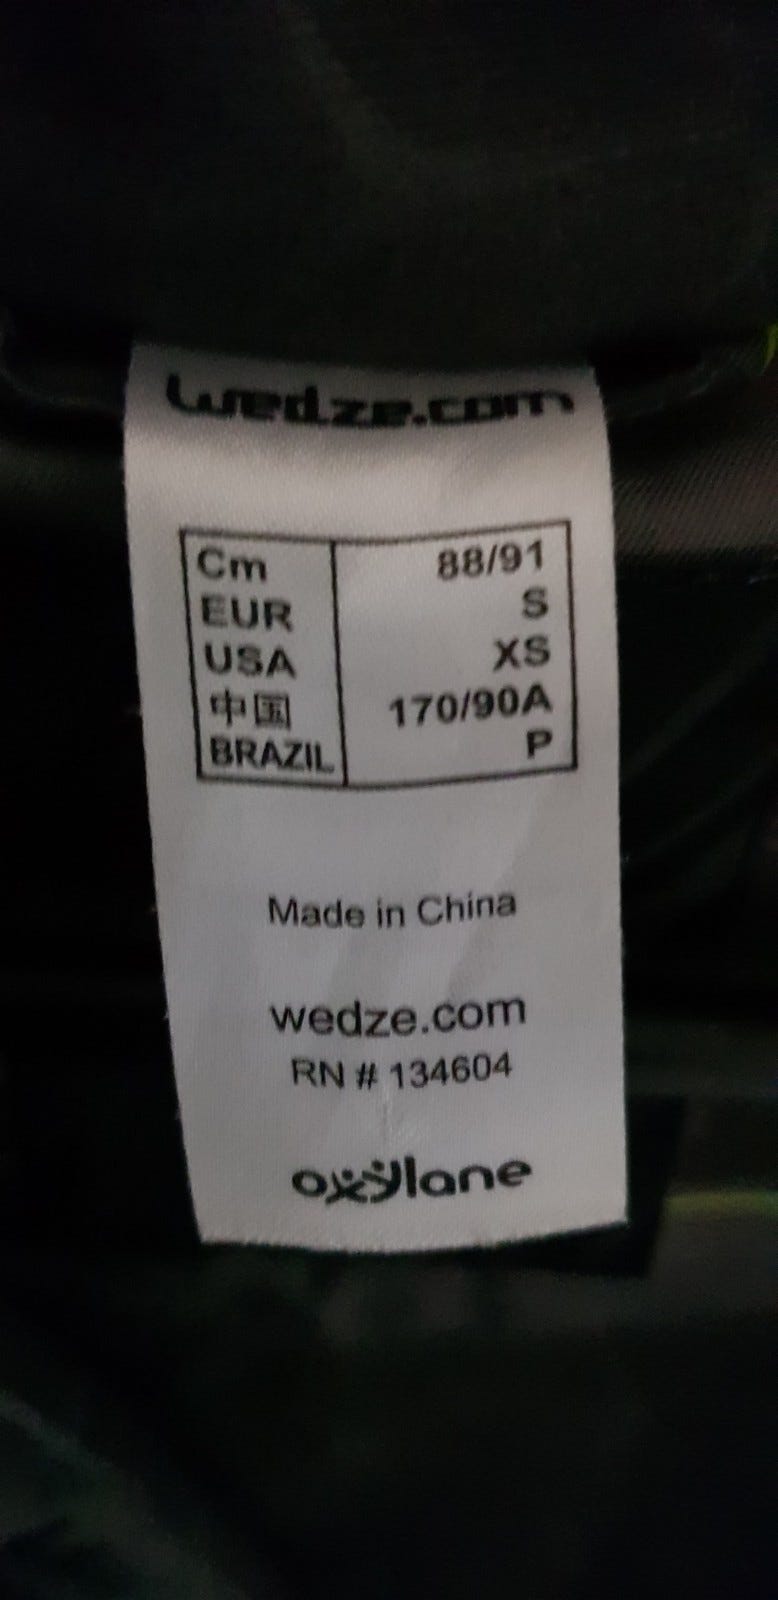 wedze.com
Cm 88/91
EUR S
USA XS
中国 170/90A
BRAZIL P
Made in China
wedze.com
RN # 134604
oxylane